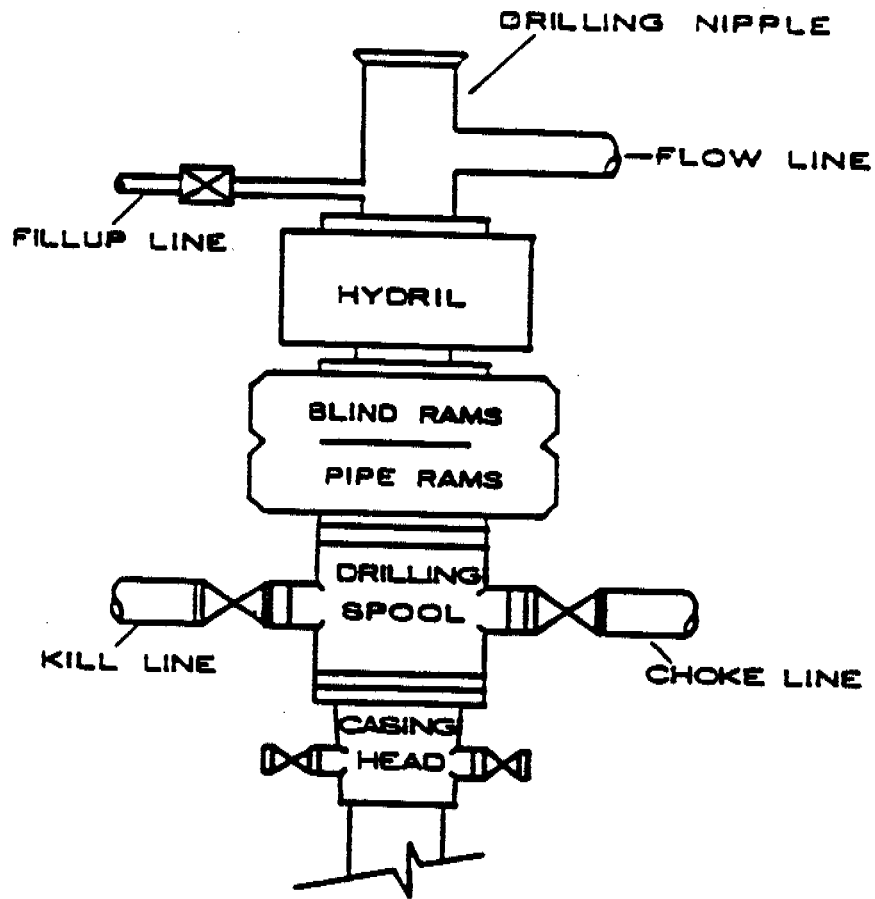 DRILLING NIPPLE
FLOW LINE
FILLUP LINE
HYDRIL
BLIND RAMS
PIPE RAMS
DRILLING
SPOOL
KILL LINE
CHOKE LINE
CASING
HEAD